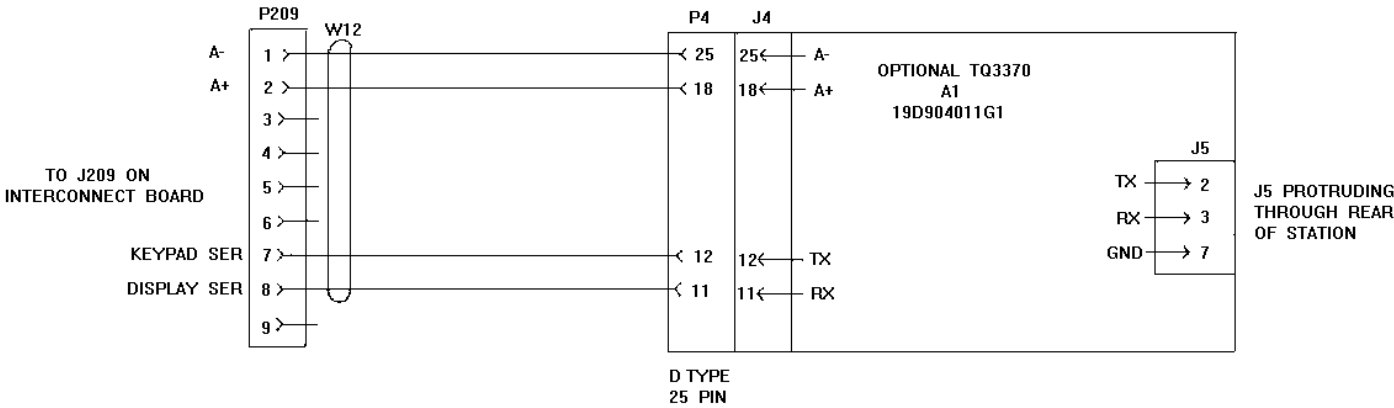 P209
W12
P4
J4
A-
1
25
25
A-
A+
2
18
18
A+
OPTIONAL TQ3370
A1
19D904011G1
3
4
TO J209 ON
INTERCONNECT BOARD
5
6
J5
TX
2
RX
3
GND
7
J5 PROTRUDING
THROUGH REAR
OF STATION
KEYPAD SER
7
12
12
TX
DISPLAY SER
8
11
11
RX
9
D TYPE
25 PIN